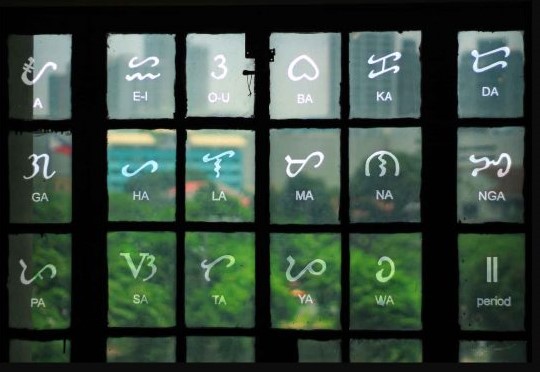 ᜀ ᜁ ᜂ ᜊ ᜃ ᜇ
A E-I O-U BA KA DA
ᜄ ᜑ ᜎ ᜋ ᜈ ᜅ
GA HA LA MA NA NGA
ᜉ ᜐ ᜆ ᜌ ᜏ ᜶
PA SA TA YA WA period